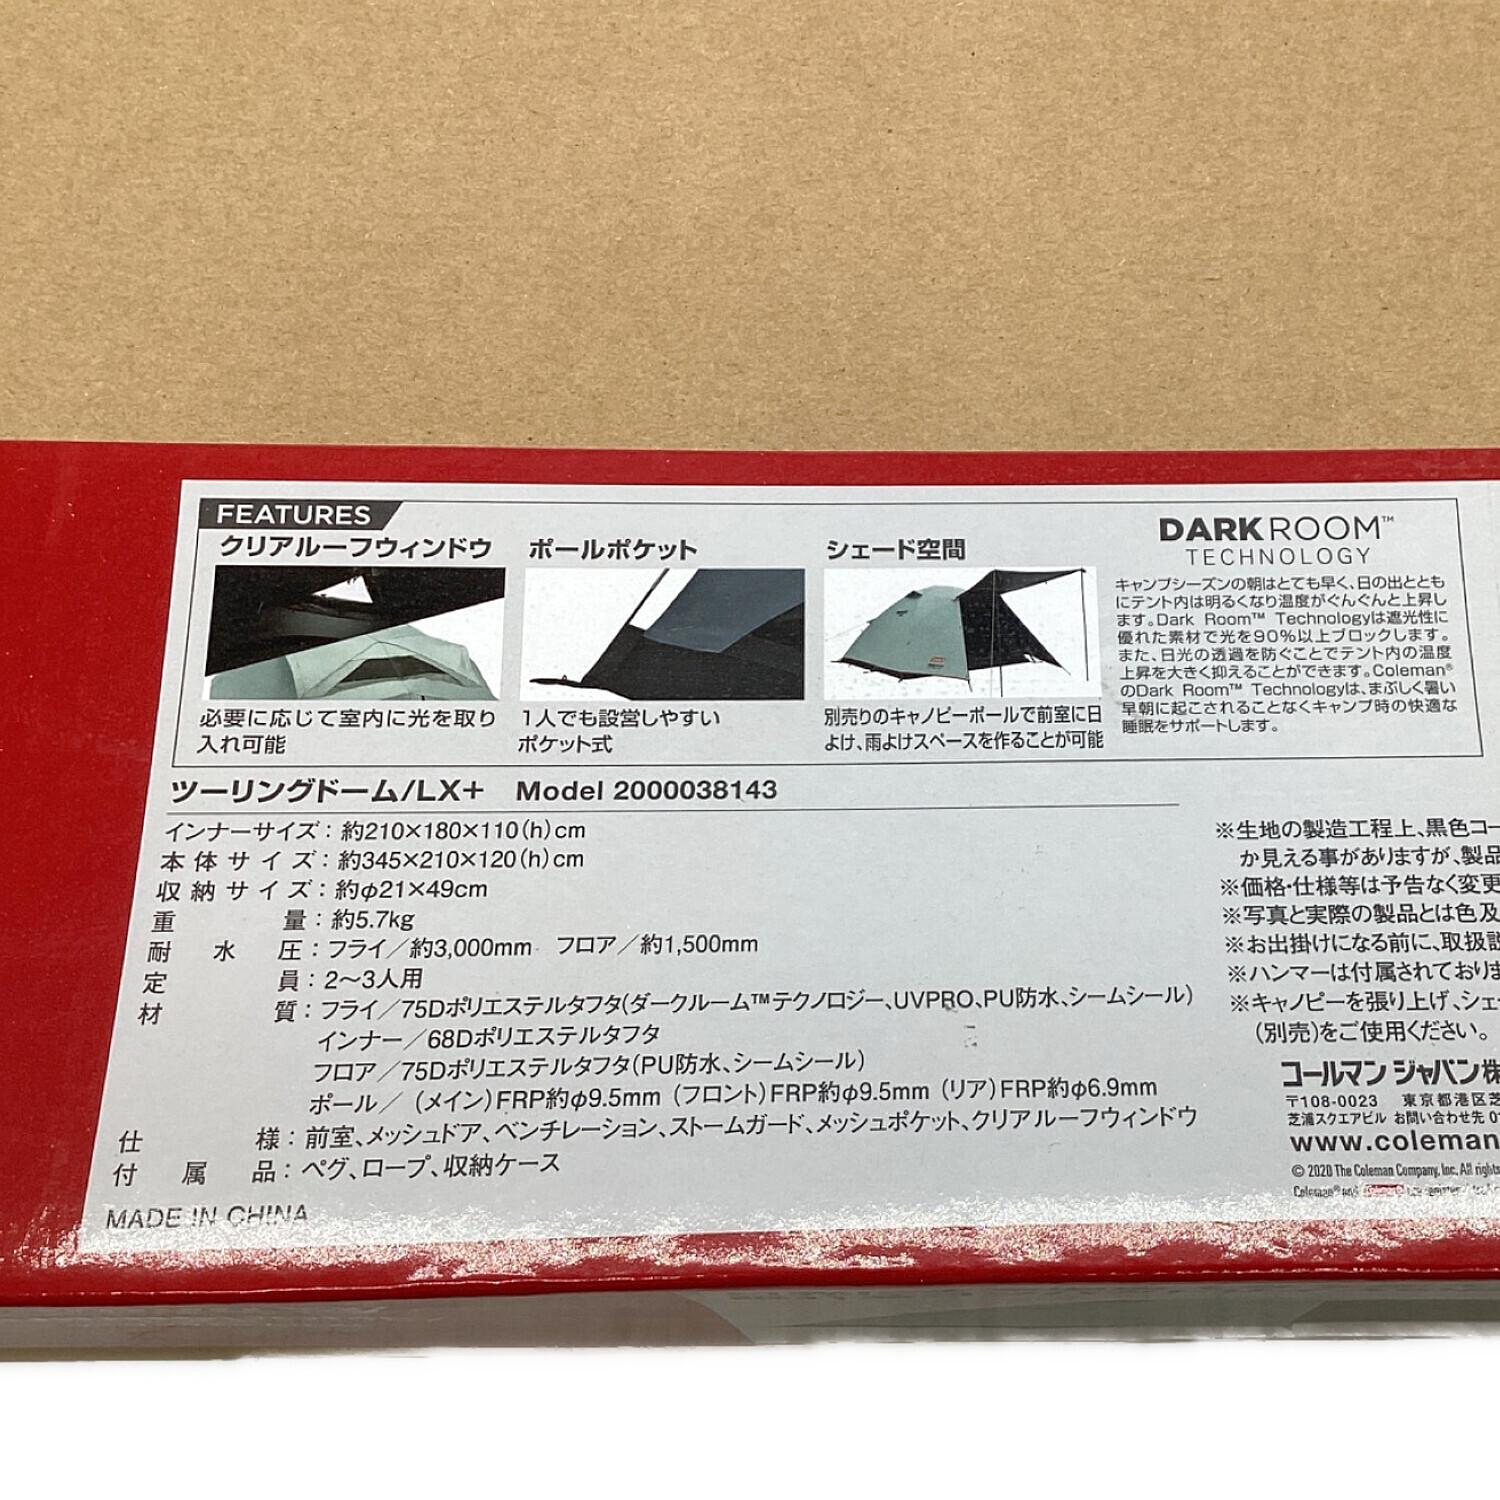 FEATURES
クリアルーフウィンドウ
必要に応じて室内に光を取り
入れ可能
ポールポケット
1人でも設営しやすい
ポケット式
シェード空間
別売りのキャノピーポールで前室に日
よけ、雨よけスペースを作ることが可能
DARKROOM™
TECHNOLOGY
キャンプシーズンの朝はとても早く、日の出ととも
にテント内は明るくなり温度がぐんぐんと上昇し
ます。Dark Room™ Technologyは遮光性に
優れた素材で光を90%以上ブロックします。
また、日光の透過を防ぐことでテント内の温度
上昇を大きく抑えることができます。Coleman®
のDark Room™ Technologyは、まぶしく暑い
早朝に起こされることなくキャンプ時の快適な
睡眠をサポートします。
ツーリングドーム/LX+ Model 2000038143
インナーサイズ：約210×180×110(h)cm
本体サイズ：約345×210×120(h)cm
収納サイズ：約φ21×49cm
重量：約5.7kg
耐水圧：フライ／約3,000mm フロア／約1,500mm
定員：2〜3人用
材質：フライ／75Dポリエステルタフタ(ダークルーム™テクノロジー、UVPRO、PU防水、シームシール)
インナー／68Dポリエステルタフタ
フロア／75Dポリエステルタフタ(PU防水、シームシール)
ポール／(メイン)FRP約φ9.5mm (フロント)FRP約φ9.5mm (リア)FRP約φ6.9mm
仕様：前室、メッシュドア、ベンチレーション、ストームガード、メッシュポケット、クリアルーフウィンドウ
付属品：ペグ、ロープ、収納ケース
MADE IN CHINA
※生地の製造工程上、黒色コー
か見える事がありますが、製品
※価格・仕様等は予告なく変更
※写真と実際の製品とは色及
※お出掛けになる前に、取扱説
※ハンマーは付属されておりま
※キャノピーを張り上げ、シェー
(別売)をご使用ください。
コールマン ジャパン株
〒108-0023 東京都港区芝
芝浦スクエアビル お問い合わせ先 0
www.coleman
© 2020 The Coleman Company, Inc. All rights
Coleman® and